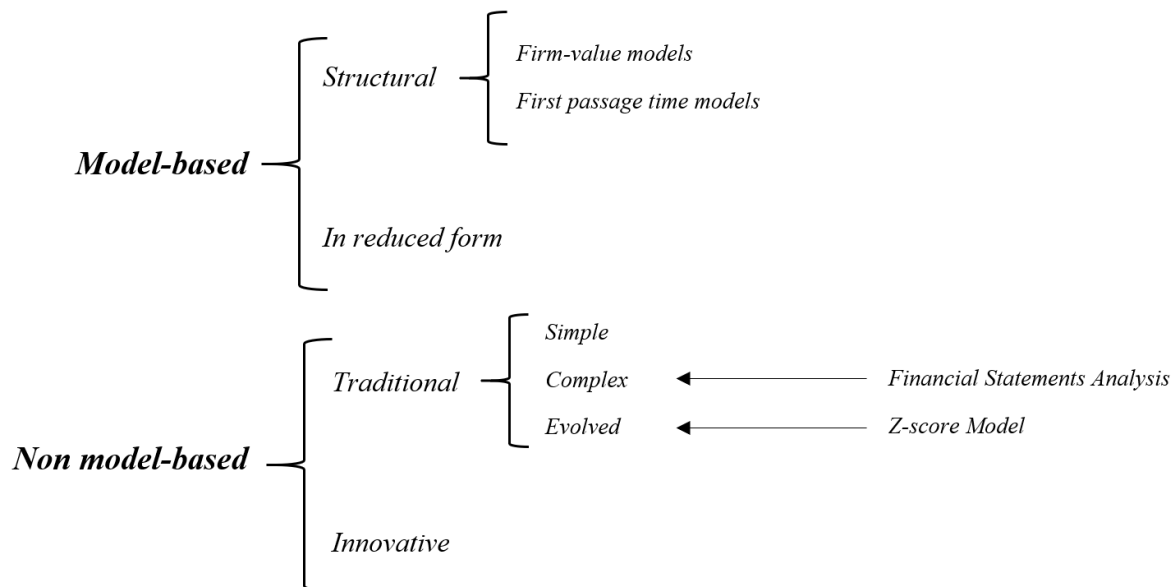 Firm-value models
Structural
First passage time models
Model-based
In reduced form
Simple
Traditional
Complex
Financial Statements Analysis
Evolved
Z-score Model
Non model-based
Innovative